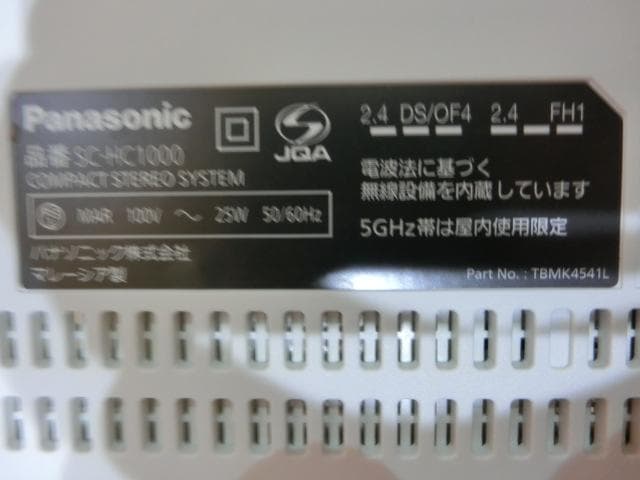 Panasonic
品番 SC-HC1000
COMPACT STEREO SYSTEM
MAR 100V ～ 25W 50/60Hz
パナソニック株式会社
マレーシア製
JQA
2.4 DS/OF4 2.4 FH1
電波法に基づく
無線設備を内蔵しています
5GHz帯は屋内使用限定
Part No. : TBMK4541L